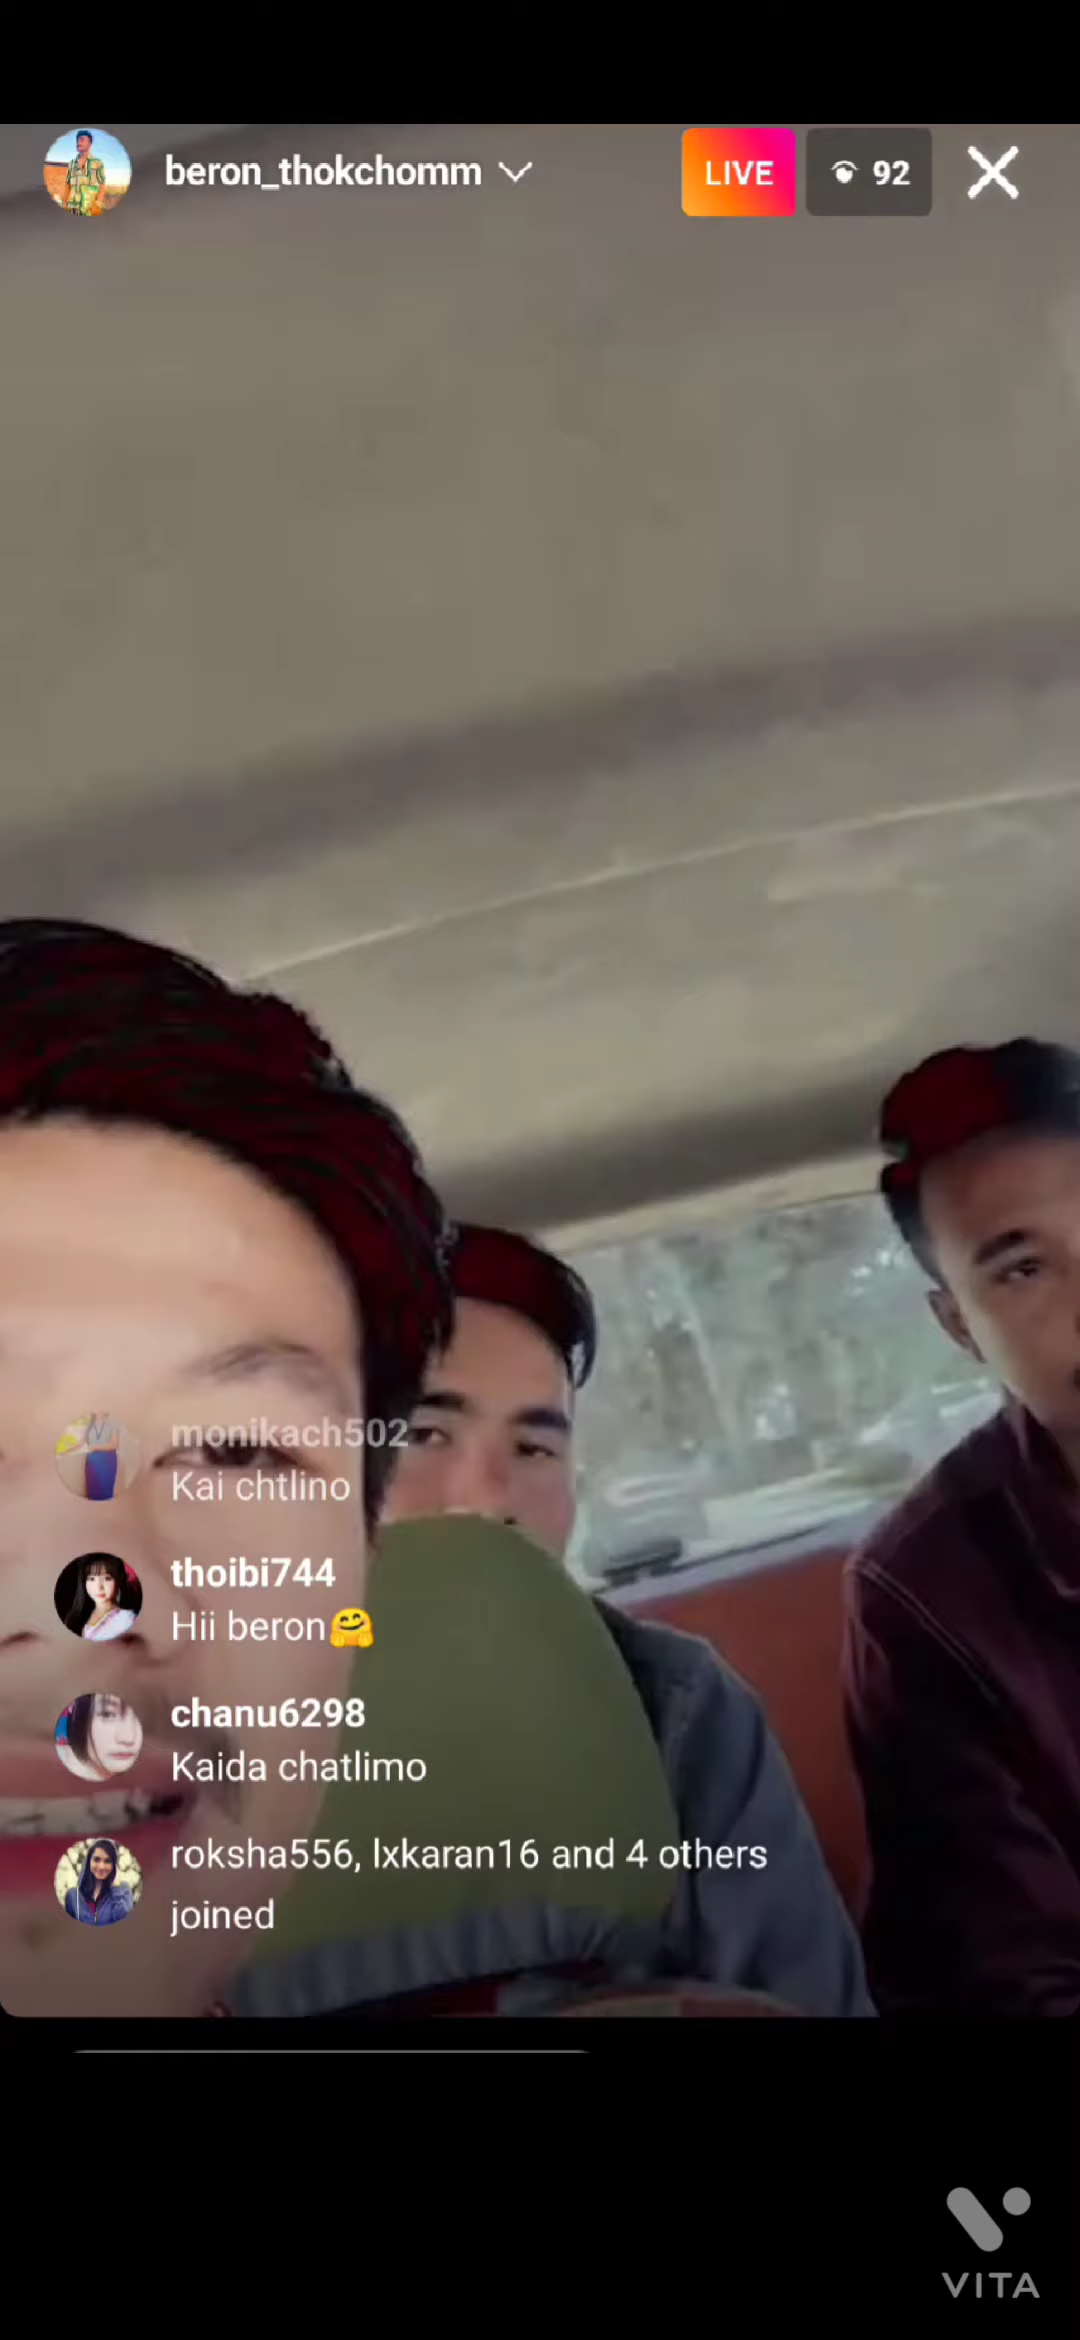 beron_thokchomm
LIVE
92
monikach502
Kai chtlino
thoibi744
Hii beron🤗
chanu6298
Kaida chatlimo
roksha556, lxkaran16 and 4 others
joined
VITA